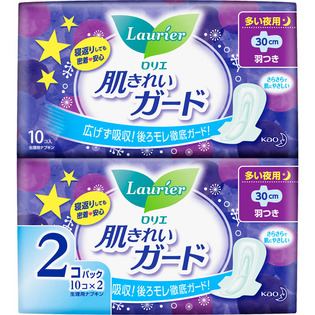 寝返りしても
密着で安心
Laurier
ロリエ
肌きれい
ガード
多い夜用
30cm
羽つき
さらさらで
肌にやさしい
広げず吸収!後ろモレ徹底ガード!
10コ入
生理用ナプキン
kao
寝返りしても
密着で安心
Laurier
ロリエ
肌きれい
ガード
多い夜用
30cm
羽つき
さらさらで
肌にやさしい
吸収!後ろモレ徹底ガード!
kao
2コパック
10コ×2
生理用ナプキン